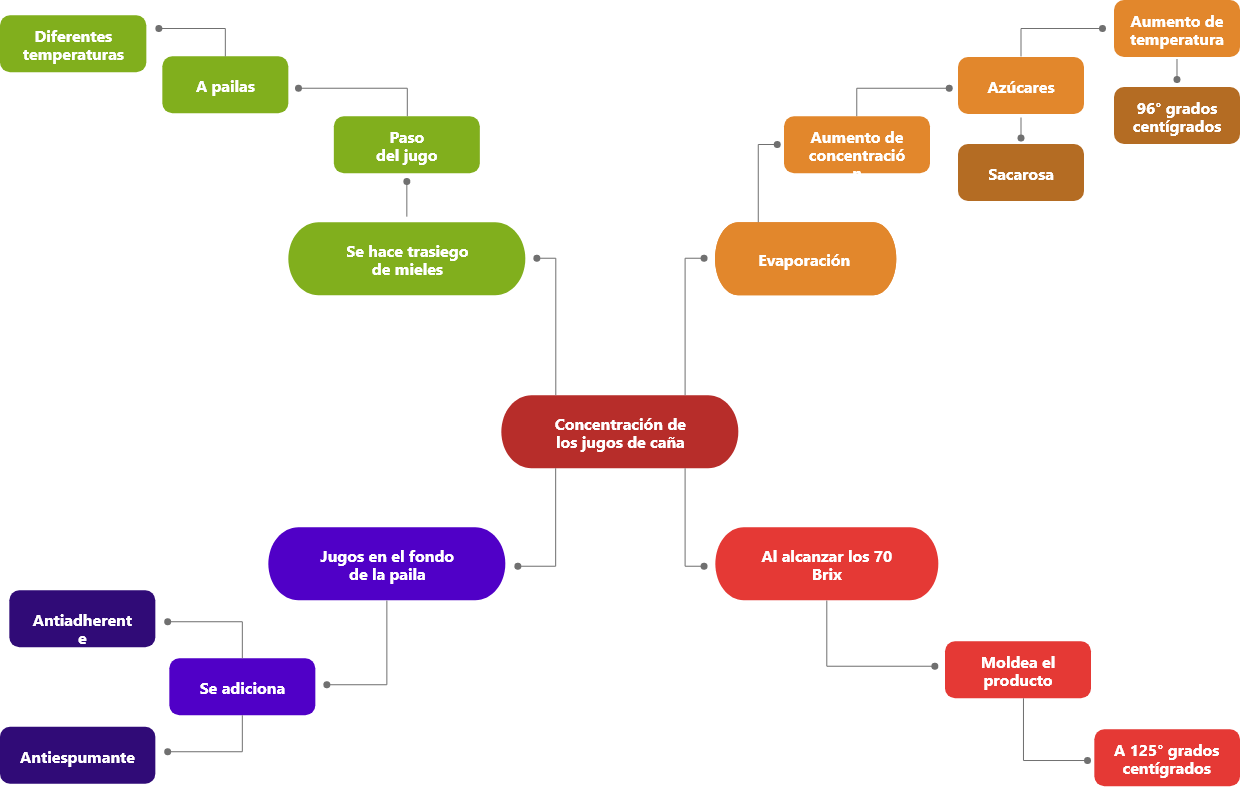 Diferentes
temperaturas
A pailas
Paso
del jugo
Se hace trasiego
de mieles
Aumento de
temperatura
96° grados
centígrados
Azúcares
Sacarosa
Aumento de
concentració
n
Evaporación
Concentración de
los jugos de caña
Jugos en el fondo
de la paila
Antiadherent
e
Se adiciona
Antiespumante
Al alcanzar los 70
Brix
Moldea el
producto
A 125° grados
centígrados